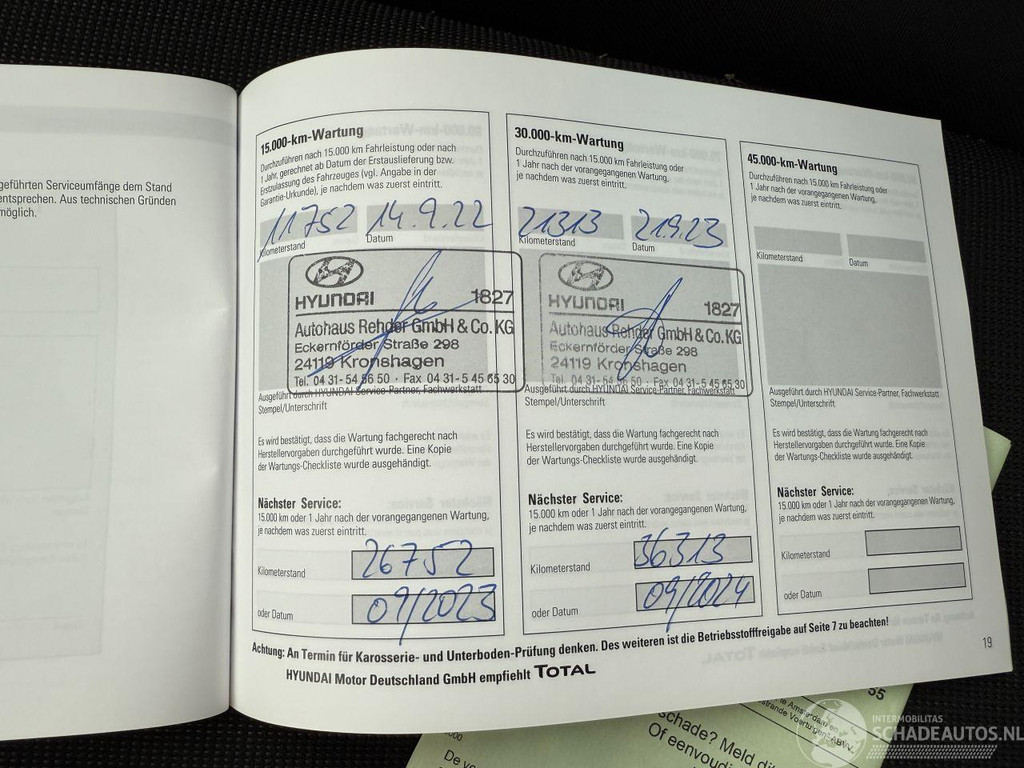 geführten Serviceumfänge dem Stand
entsprechen. Aus technischen Gründen
möglich.
15.000-km-Wartung
Durchzuführen nach 15.000 km Fahrleistung oder nach
1 Jahr, gerechnet ab Datum der Erstauslieferung bzw.
Erstzulassung des Fahrzeuges (vgl. Angabe in der
Garantie-Urkunde), je nachdem was zuerst eintritt.
11752 14.9.22
Kilometerstand Datum
HYUNDAI 1827
Autohaus Rehder GmbH & Co. KG
Eckernförder Straße 298
24119 Kronshagen
Tel. 04 31-54 56 50 · Fax 04 31-5 45 65 30
Ausgeführt durch HYUNDAI Service-Partner, Fachwerkstatt
Stempel/Unterschrift
Es wird bestätigt, dass die Wartung fachgerecht nach
Herstellervorgaben durchgeführt wurde. Eine Kopie
der Wartungs-Checkliste wurde ausgehändigt.
Nächster Service:
15.000 km oder 1 Jahr nach der vorangegangenen Wartung,
je nachdem was zuerst eintritt.
Kilometerstand 26752
oder Datum 09/2023
30.000-km-Wartung
Durchzuführen nach 15.000 km Fahrleistung oder
1 Jahr nach der vorangegangenen Wartung,
je nachdem was zuerst eintritt.
21313 21.9.23
Kilometerstand Datum
HYUNDAI 1827
Autohaus Rehder GmbH & Co. KG
Eckernförder Straße 298
24119 Kronshagen
Tel. 04 31-54 56 50 · Fax 04 31-5 45 65 30
Ausgeführt durch HYUNDAI Service-Partner, Fachwerkstatt
Stempel/Unterschrift
Es wird bestätigt, dass die Wartung fachgerecht nach
Herstellervorgaben durchgeführt wurde. Eine Kopie
der Wartungs-Checkliste wurde ausgehändigt.
Nächster Service:
15.000 km oder 1 Jahr nach der vorangegangenen Wartung,
je nachdem was zuerst eintritt.
Kilometerstand 36313
oder Datum 09/2024
45.000-km-Wartung
Durchzuführen nach 15.000 km Fahrleistung oder
1 Jahr nach der vorangegangenen Wartung,
je nachdem was zuerst eintritt.
Kilometerstand Datum
Ausgeführt durch HYUNDAI Service-Partner, Fachwerkstatt
Stempel/Unterschrift
Es wird bestätigt, dass die Wartung fachgerecht nach
Herstellervorgaben durchgeführt wurde. Eine Kopie
der Wartungs-Checkliste wurde ausgehändigt.
Nächster Service:
15.000 km oder 1 Jahr nach der vorangegangenen Wartung,
je nachdem was zuerst eintritt.
Kilometerstand
oder Datum
Achtung: An Termin für Karosserie- und Unterboden-Prüfung denken. Des weiteren ist die Betriebsstofffreigabe auf Seite 7 zu beachten!
HYUNDAI Motor Deutschland GmbH empfiehlt TOTAL
19
schade? Meld
Of eenvoudi
De
INTERMOBILITAS
SCHADEAUTOS.NL